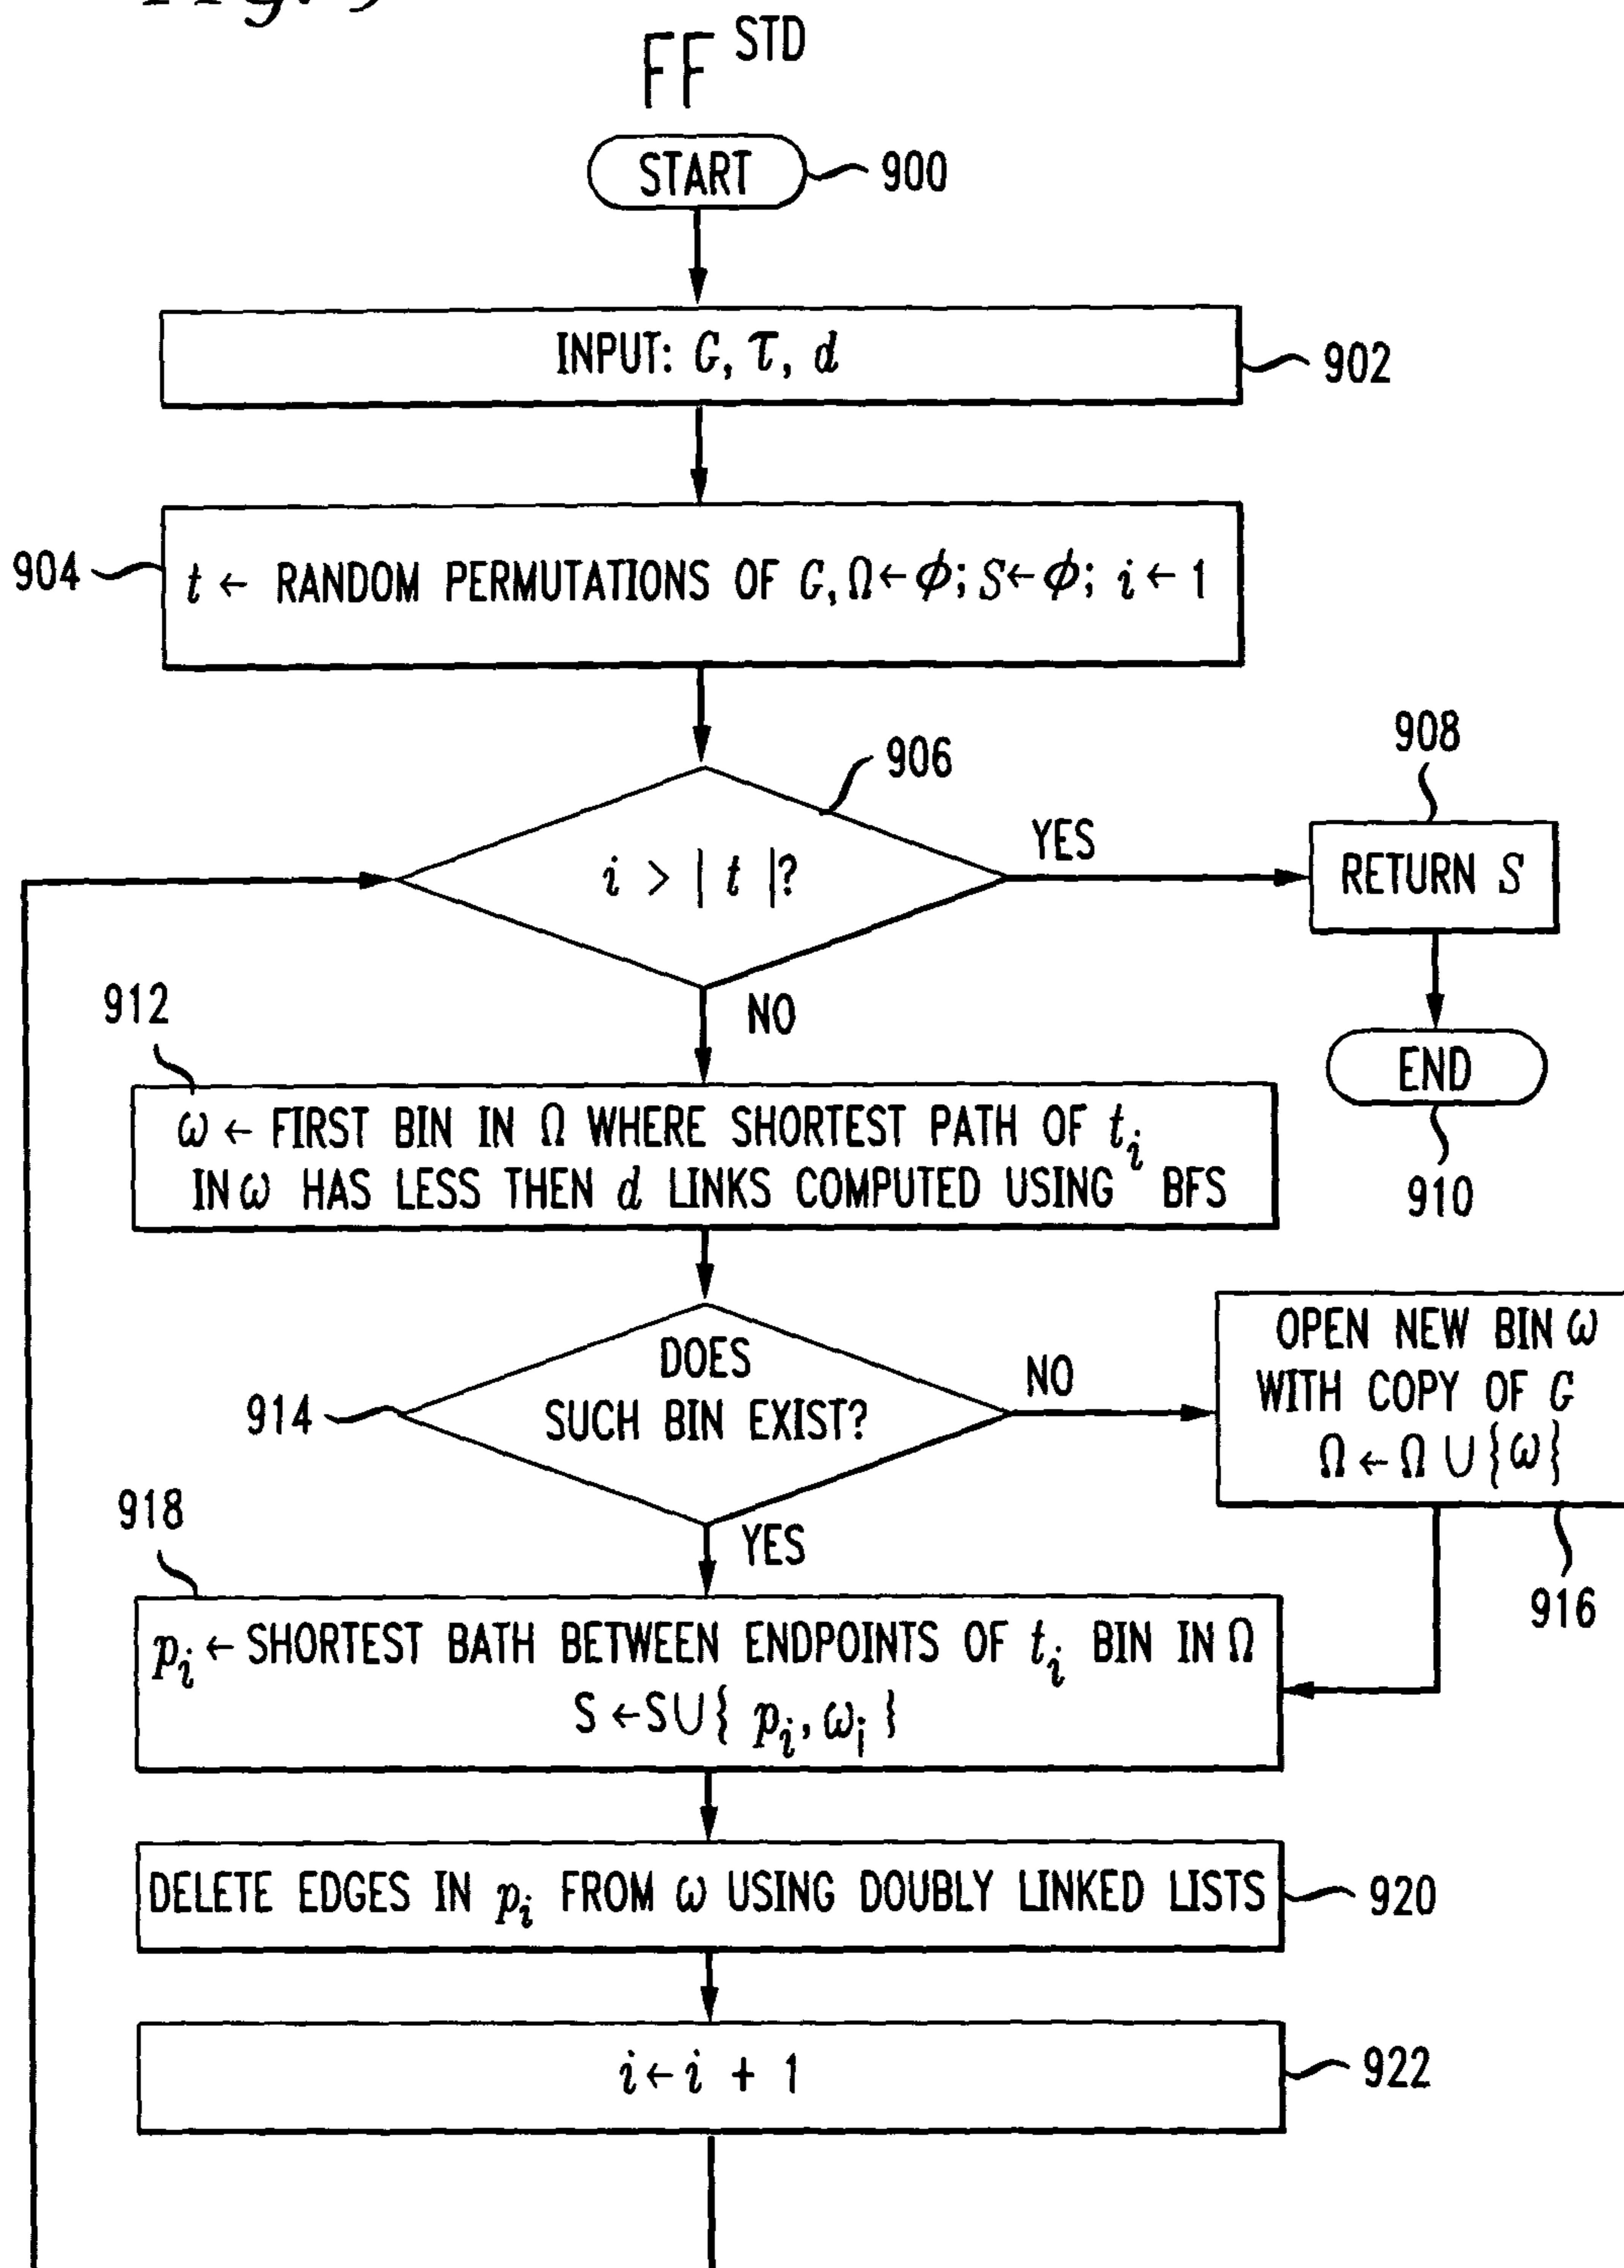 FF STD
START
900
INPUT: G, τ, d
902
904
t ← RANDOM PERMUTATIONS OF G, Ω←ϕ; S←ϕ; i ← 1
906
908
i > | t |?
YES
RETURN S
NO
END
910
912
ω ← FIRST BIN IN Ω WHERE SHORTEST PATH OF t_i
IN ω HAS LESS THEN d LINKS COMPUTED USING BFS
914
DOES
SUCH BIN EXIST?
NO
OPEN NEW BIN ω
WITH COPY OF G
Ω ← Ω ∪ {ω}
916
YES
918
p_i ← SHORTEST BATH BETWEEN ENDPOINTS OF t_i BIN IN Ω
S ← S∪{ p_i, ω_i }
DELETE EDGES IN p_i FROM ω USING DOUBLY LINKED LISTS
920
i ← i + 1
922